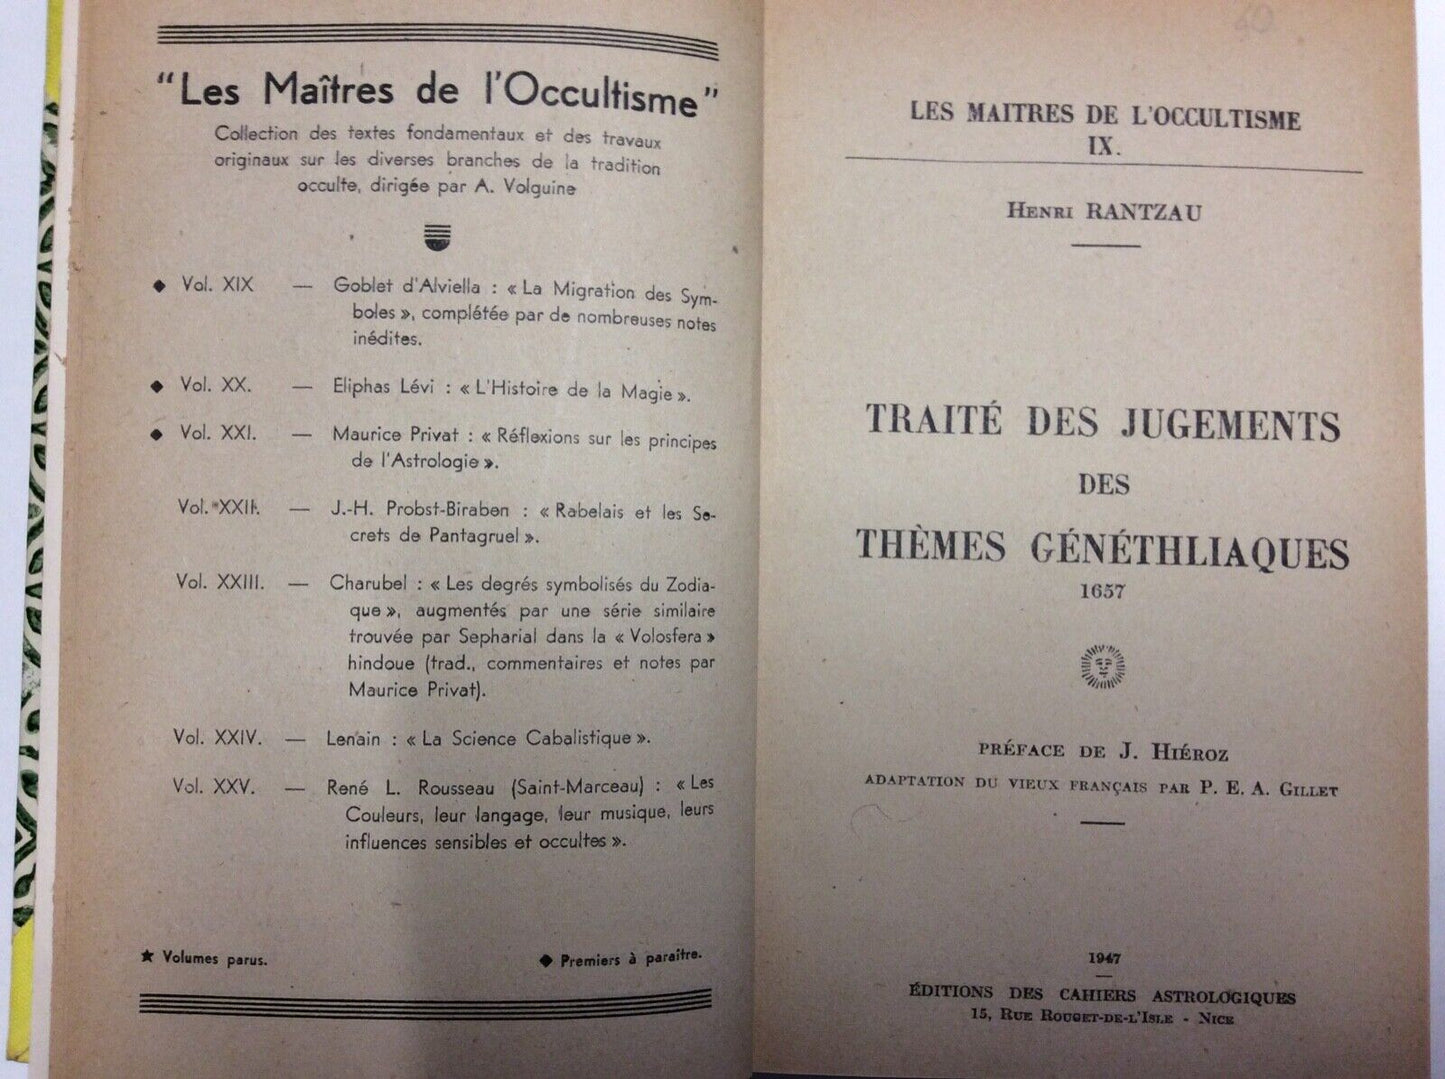 "Les Maîtres de l'Occultisme"
Collection des textes fondamentaux et des travaux
originaux sur les diverses branches de la tradition
occulte, dirigée par A. Volguine
◆ Vol. XIX — Goblet d'Alviella : « La Migration des Sym-
boles », complétée par de nombreuses notes
inédites.
◆ Vol. XX. — Eliphas Lévi : « L'Histoire de la Magie ».
◆ Vol. XXI. — Maurice Privat : « Réflexions sur les principes
de l'Astrologie ».
Vol. XXII. — J.-H. Probst-Biraben : « Rabelais et les Se-
crets de Pantagruel ».
Vol. XXIII. — Charubel : « Les degrés symbolisés du Zodia-
que », augmentés par une série similaire
trouvée par Sepharial dans la « Volosfera »
hindoue (trad., commentaires et notes par
Maurice Privat).
Vol. XXIV. — Lenain : « La Science Cabalistique ».
Vol. XXV. — René L. Rousseau (Saint-Marceau) : « Les
Couleurs, leur langage, leur musique, leurs
influences sensibles et occultes ».
★ Volumes parus. ◆ Premiers à paraître.
40
LES MAITRES DE L'OCCULTISME
IX.
Henri RANTZAU
TRAITÉ DES JUGEMENTS
DES
THÈMES GÉNÉTHLIAQUES
1657
PRÉFACE DE J. HIÉROZ
ADAPTATION DU VIEUX FRANÇAIS PAR P. E. A. GILLET
1947
ÉDITIONS DES CAHIERS ASTROLOGIQUES
15, RUE ROUGET-DE-L'ISLE - NICE